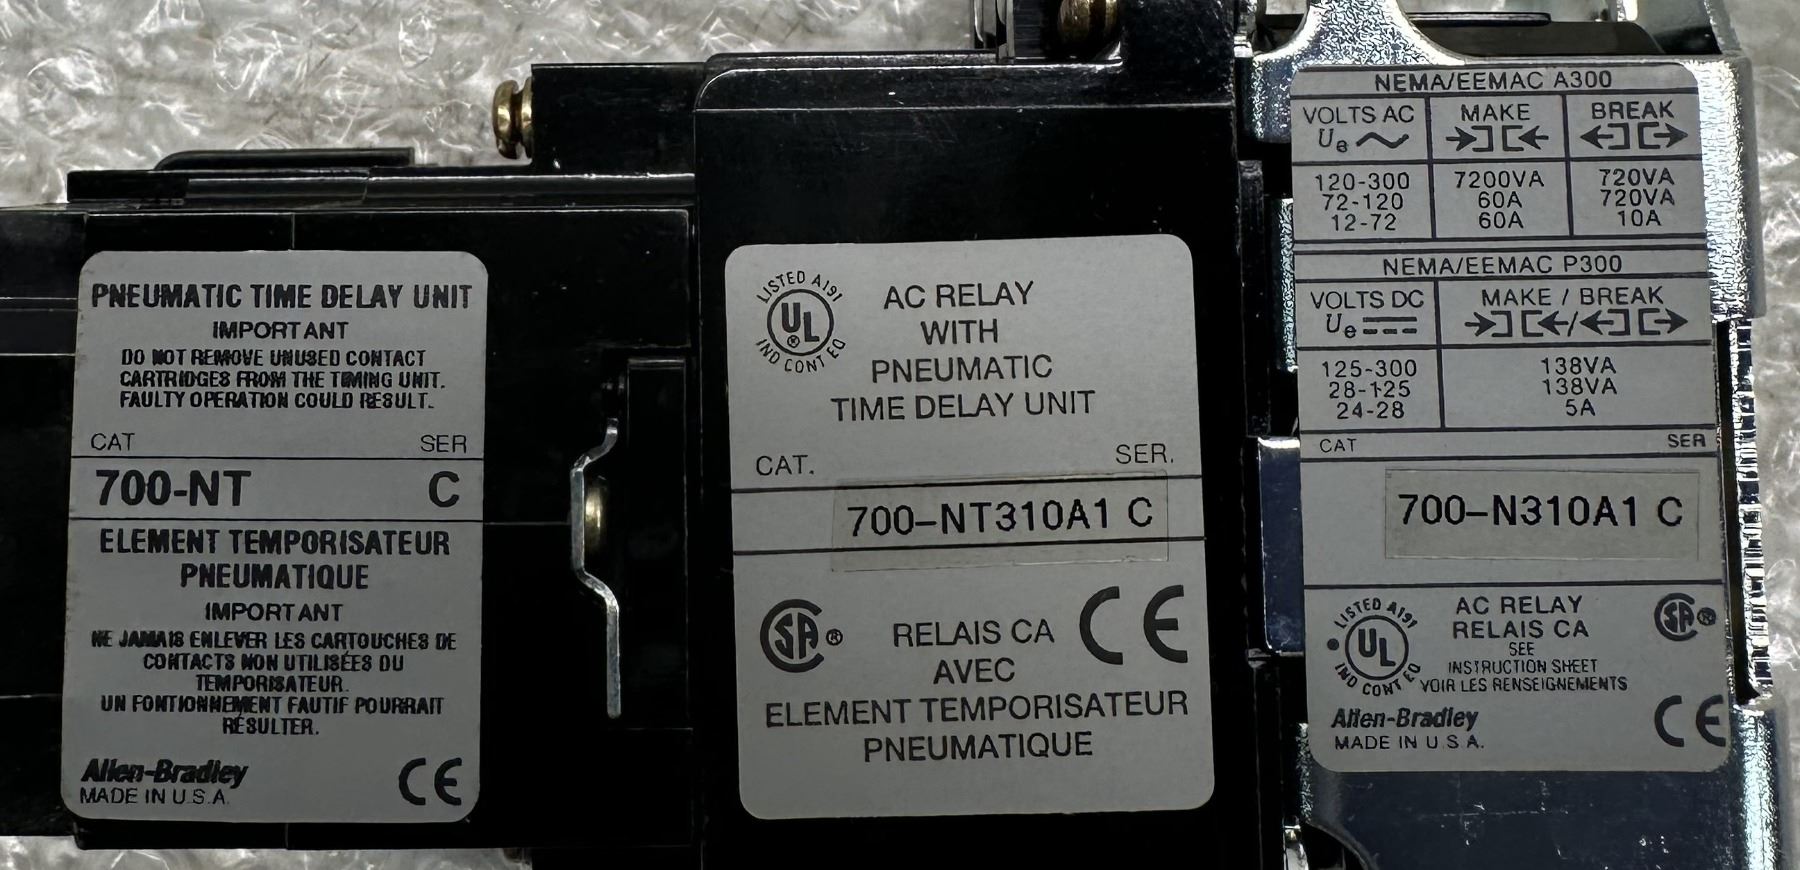 PNEUMATIC TIME DELAY UNIT
IMPORTANT
DO NOT REMOVE UNUSED CONTACT
CARTRIDGES FROM THE TIMING UNIT.
FAULTY OPERATION COULD RESULT.
CAT SER
700-NT C
ELEMENT TEMPORISATEUR
PNEUMATIQUE
IMPORTANT
NE JAMAIS ENLEVER LES CARTOUCHES DE
CONTACTS NON UTILISÉES DU
TEMPORISATEUR.
UN FONTIONNEMENT FAUTIF POURRAIT
RÉSULTER.
Allen-Bradley
MADE IN U.S.A.
CE
LISTED A191
UL
®
IND CONT EQ
AC RELAY
WITH
PNEUMATIC
TIME DELAY UNIT
CAT. SER.
700-NT310A1 C
SA ®
RELAIS CA
CE
AVEC
ELEMENT TEMPORISATEUR
PNEUMATIQUE
NEMA/EEMAC A300
VOLTS AC MAKE BREAK
Ue
120-300 7200VA 720VA
72-120 60A 720VA
12-72 60A 10A
NEMA/EEMAC P300
VOLTS DC MAKE / BREAK
Ue /
125-300 138VA
28-125 138VA
24-28 5A
CAT SER
700-N310A1 C
LISTED A191
UL
IND CONT EQ
AC RELAY
RELAIS CA
SEE
INSTRUCTION SHEET
VOIR LES RENSEIGNEMENTS
SA ®
Allen-Bradley
MADE IN U.S.A.
CE